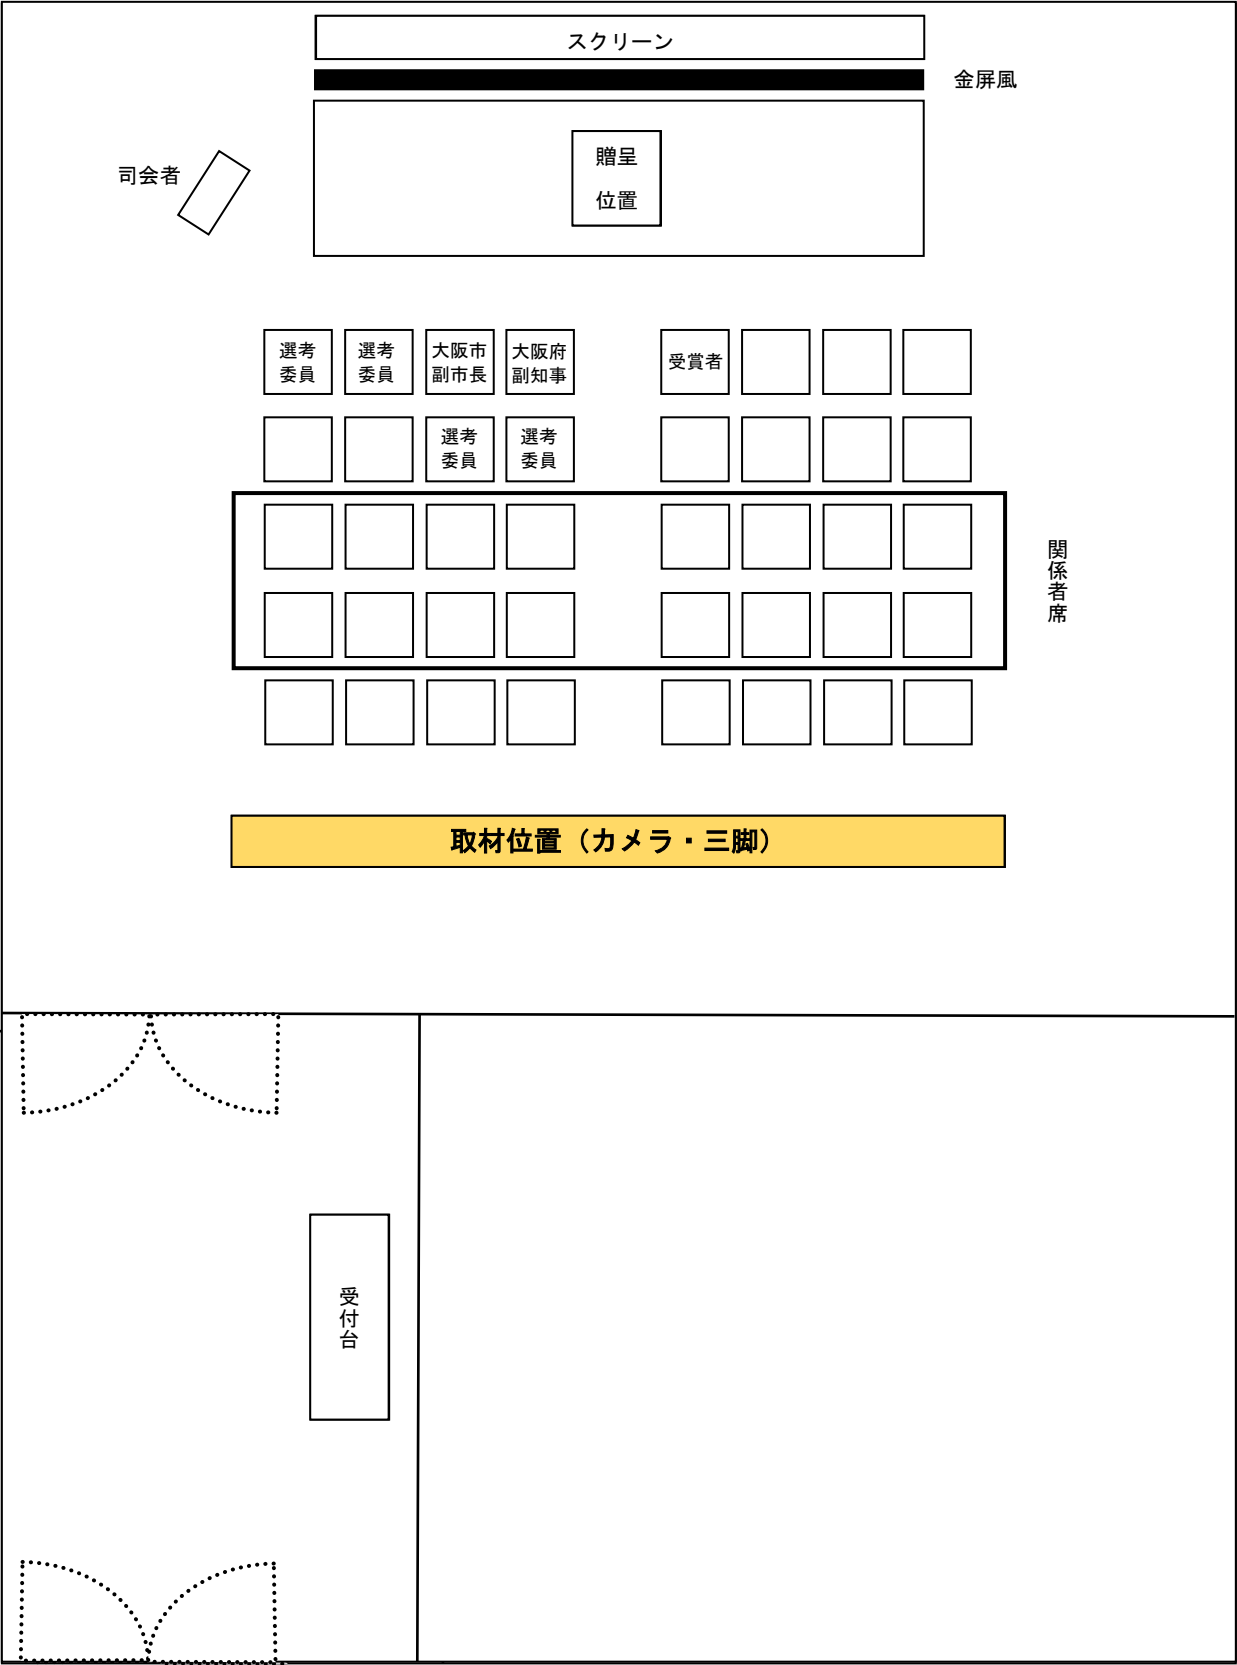 スクリーン
金屏風
贈呈
位置
司会者
選考
委員
選考
委員
大阪市
副市長
大阪府
副知事
受賞者
選考
委員
選考
委員
関係者席
取材位置（カメラ・三脚）
受付台